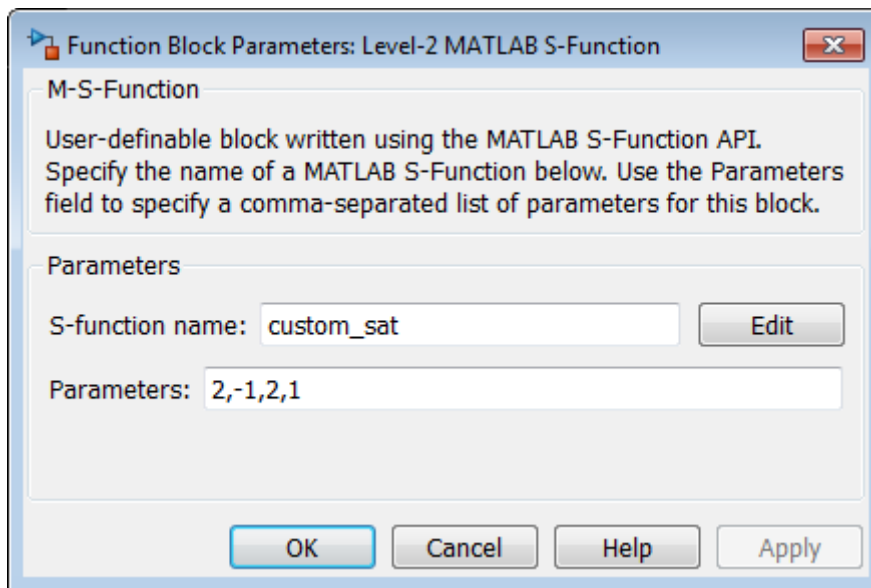 Function Block Parameters: Level-2 MATLAB S-Function
M-S-Function
User-definable block written using the MATLAB S-Function API.
Specify the name of a MATLAB S-Function below. Use the Parameters
field to specify a comma-separated list of parameters for this block.
Parameters
S-function name: custom_sat Edit
Parameters: 2,-1,2,1
OK Cancel Help Apply